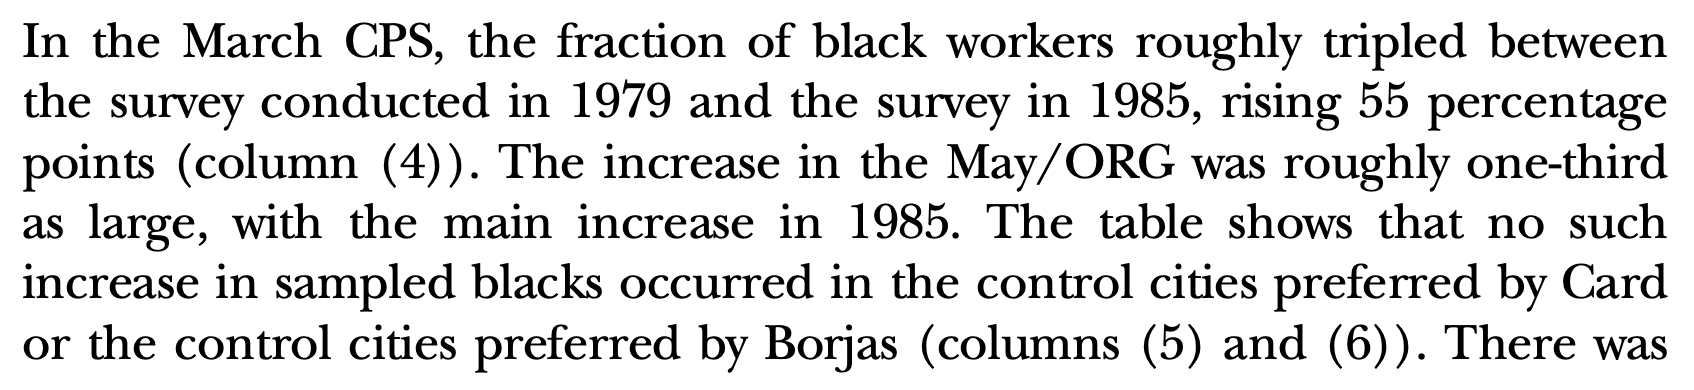 In the March CPS, the fraction of black workers roughly tripled between
the survey conducted in 1979 and the survey in 1985, rising 55 percentage
points (column (4)). The increase in the May/ORG was roughly one-third
as large, with the main increase in 1985. The table shows that no such
increase in sampled blacks occurred in the control cities preferred by Card
or the control cities preferred by Borjas (columns (5) and (6)). There was